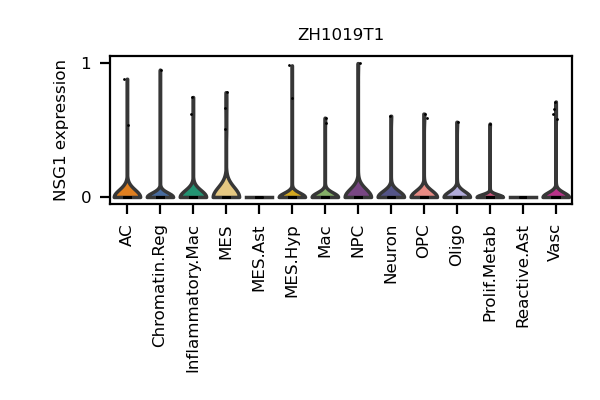 ZH1019T1
1
0
NSG1 expression
AC
Chromatin.Reg
Inflammatory.Mac
MES
MES.Ast
MES.Hyp
Mac
NPC
Neuron
OPC
Oligo
Prolif.Metab
Reactive.Ast
Vasc